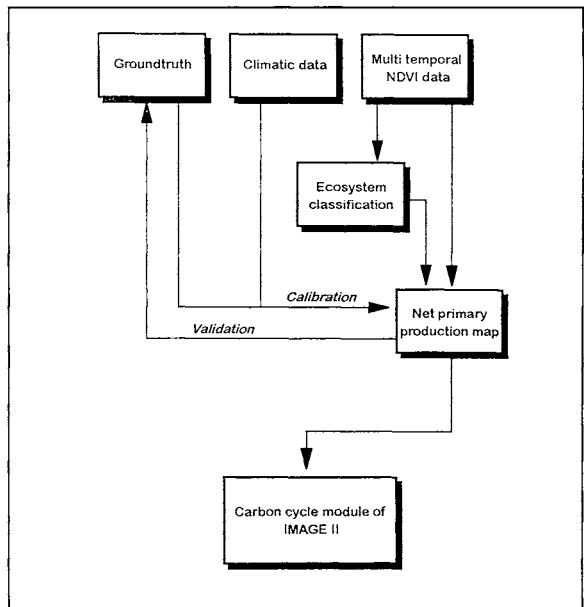 Groundtruth
Climatic data
Multi temporal
NDVI data
Ecosystem
classification
Calibration
Net primary
production map
Validation
Carbon cycle module of
IMAGE II